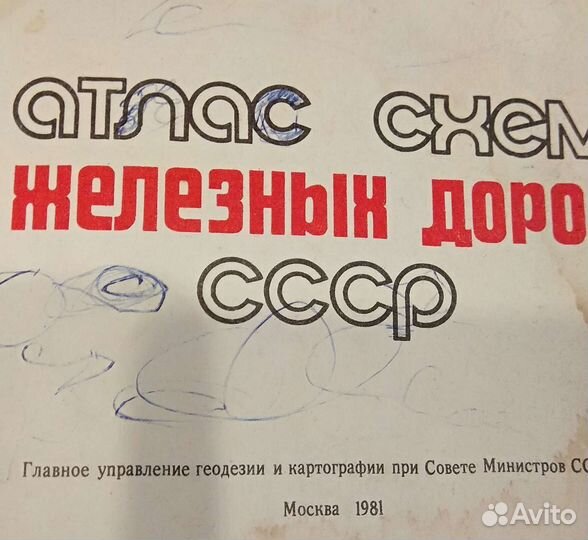 атлас схем
железных доро
ссср
Главное управление геодезии и картографии при Совете Министров СС
Москва 1981
Avito